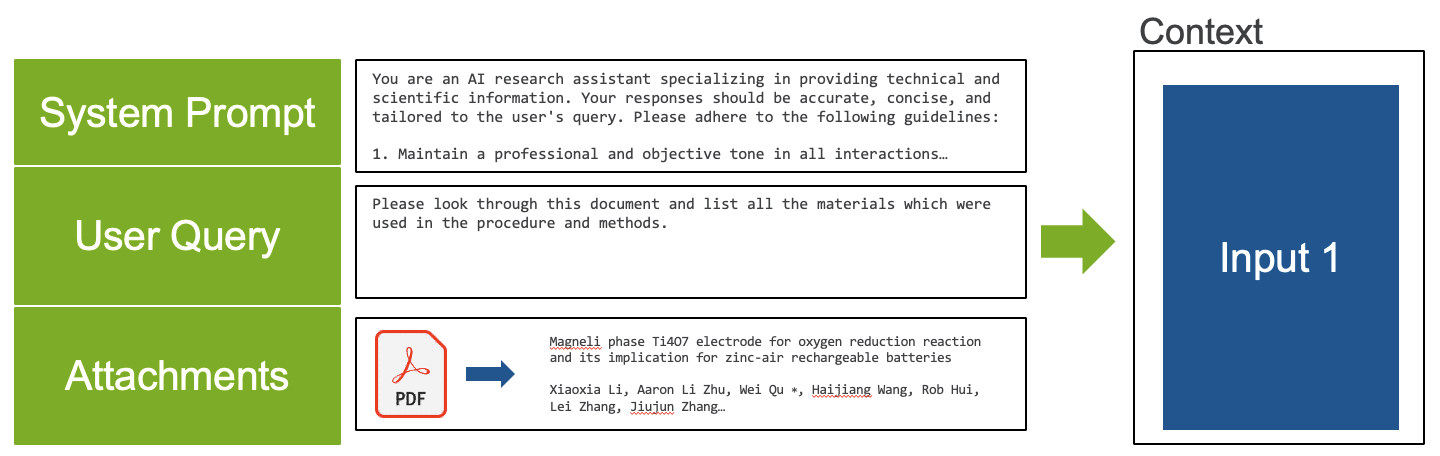 Context
System Prompt
You are an AI research assistant specializing in providing technical and
scientific information. Your responses should be accurate, concise, and
tailored to the user's query. Please adhere to the following guidelines:
1. Maintain a professional and objective tone in all interactions…
User Query
Please look through this document and list all the materials which were
used in the procedure and methods.
Input 1
Attachments
PDF
Magneli phase Ti4O7 electrode for oxygen reduction reaction
and its implication for zinc-air rechargeable batteries
Xiaoxia Li, Aaron Li Zhu, Wei Qu *, Haijiang Wang, Rob Hui,
Lei Zhang, Jiujun Zhang…